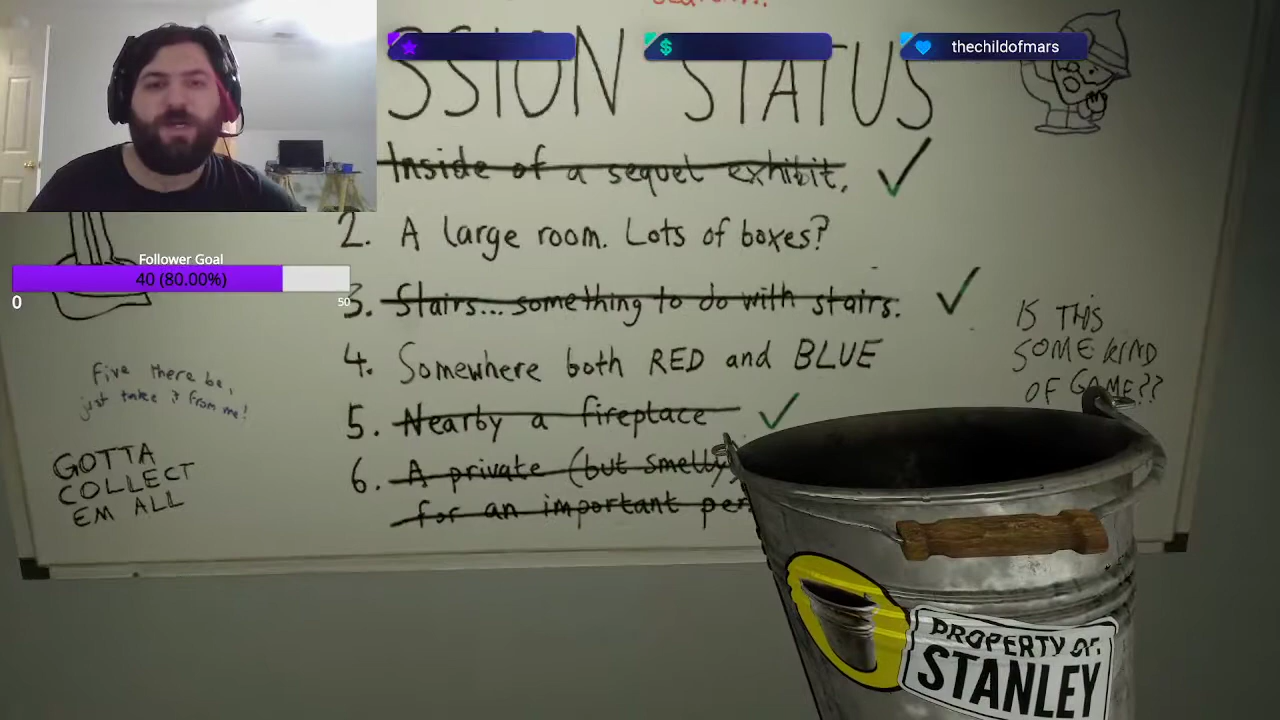 thechildofmars
SSION STATUS
Inside of a sequel exhibit.
2. A large room. Lots of boxes?
Follower Goal
40 (80.00%)
0
50
3. Stairs... something to do with stairs.
4. Somewhere both RED and BLUE
IS THIS
SOME KIND
OF GAME??
Five there be,
just take it from me!
5. Nearby a fireplace
GOTTA
COLLECT
EM ALL
6. A private (but smelly)
for an important per
PROPERTY OF:
STANLEY